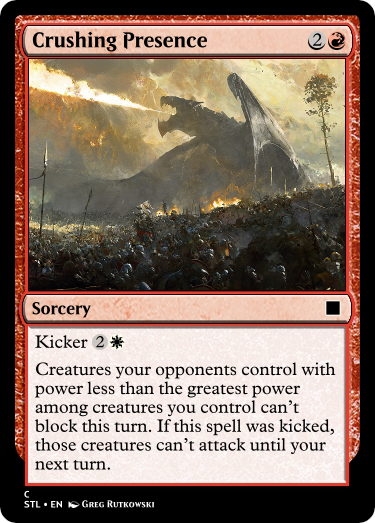 Crushing Presence 2
Sorcery
Kicker 2
Creatures your opponents control with
power less than the greatest power
among creatures you control can't
block this turn. If this spell was kicked,
those creatures can't attack until your
next turn.
C
STL • EN Greg Rutkowski